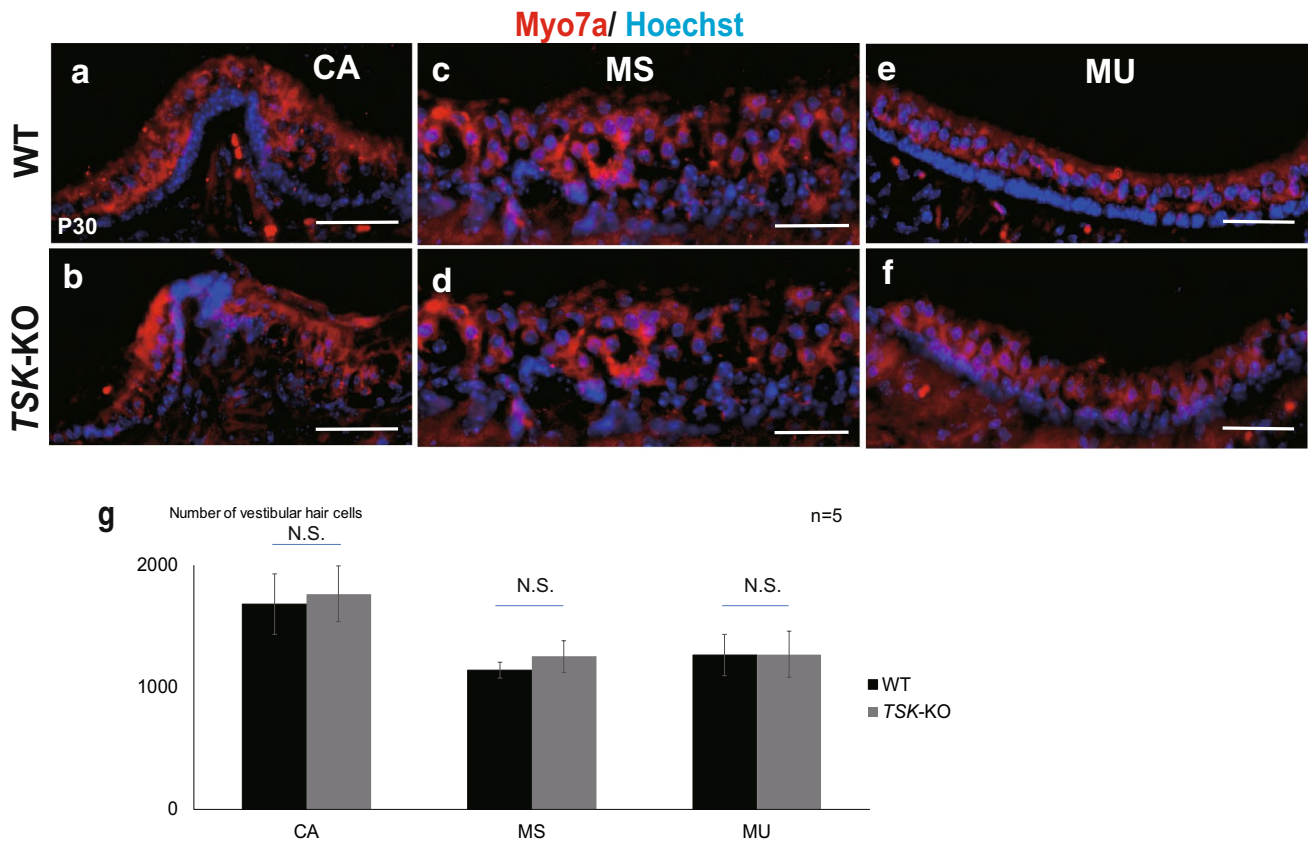 Myo7a/ Hoechst
WT
a
CA
P30
c
MS
e
MU
TSK-KO
b
d
f
g
Number of vestibular hair cells
n=5
N.S.
N.S.
N.S.
2000
1000
0
CA
MS
MU
WT
TSK-KO